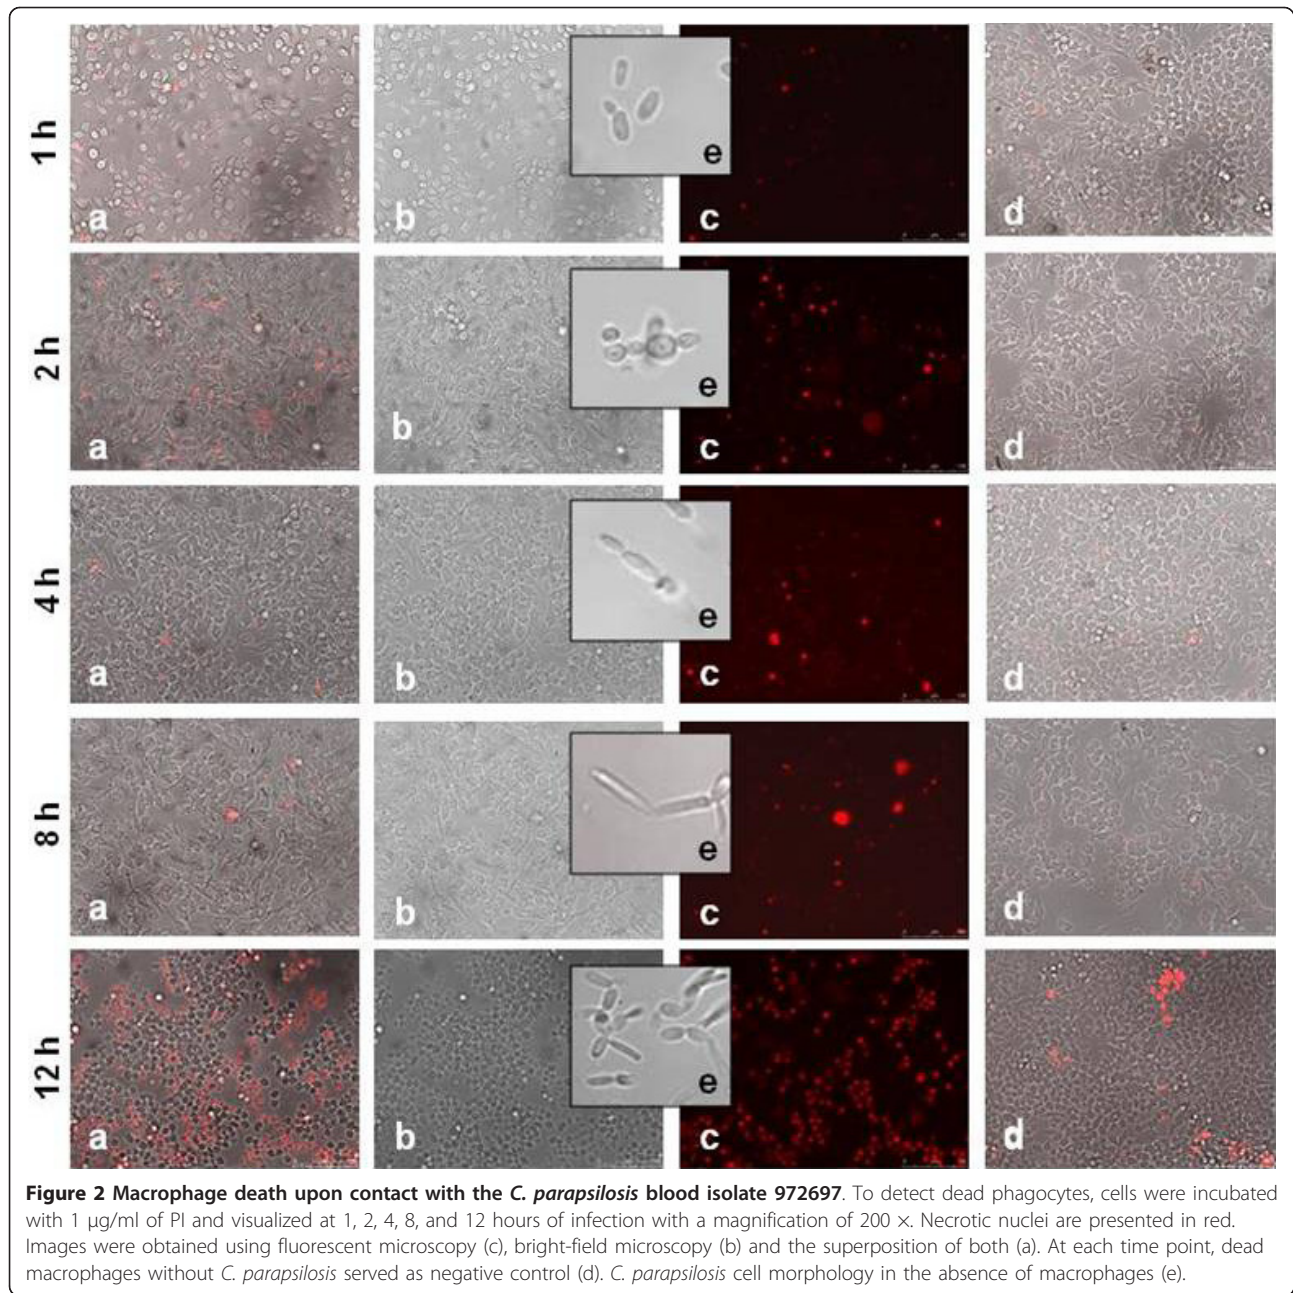 1 h
a
b
e
c
d
2 h
a
b
e
c
d
4 h
a
b
e
c
d
8 h
a
b
e
c
d
12 h
a
b
e
c
d
Figure 2 Macrophage death upon contact with the C. parapsilosis blood isolate 972697. To detect dead phagocytes, cells were incubated
with 1 μg/ml of PI and visualized at 1, 2, 4, 8, and 12 hours of infection with a magnification of 200 ×. Necrotic nuclei are presented in red.
Images were obtained using fluorescent microscopy (c), bright-field microscopy (b) and the superposition of both (a). At each time point, dead
macrophages without C. parapsilosis served as negative control (d). C. parapsilosis cell morphology in the absence of macrophages (e).